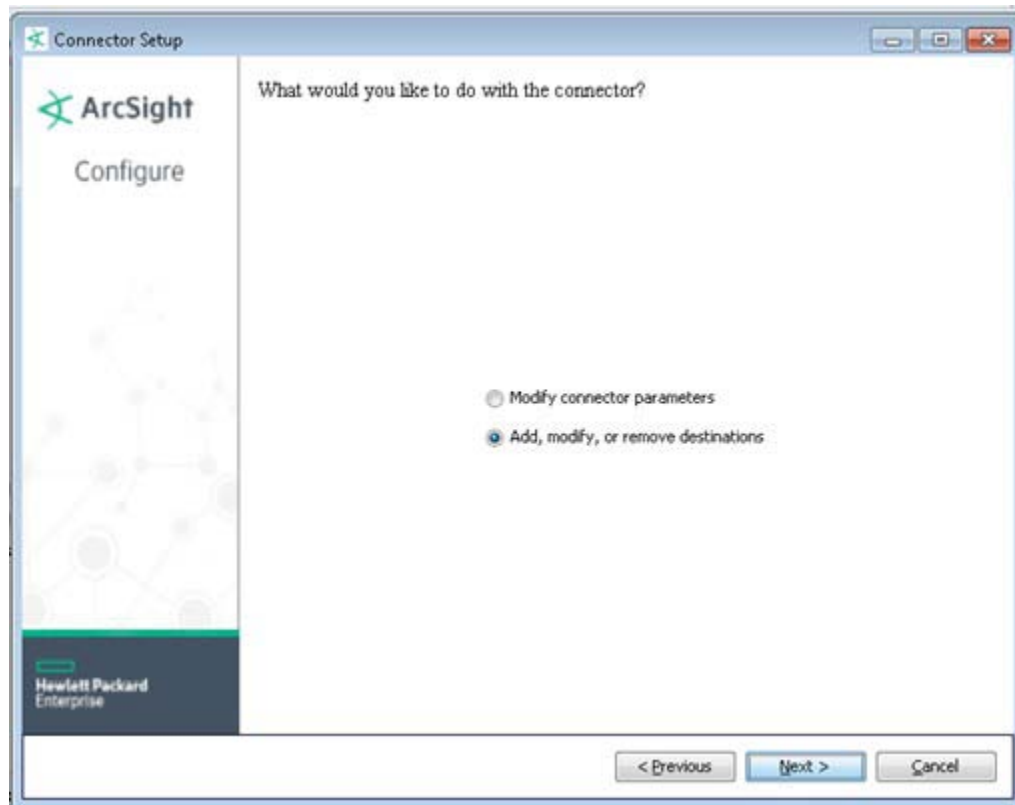 Connector Setup
ArcSight
Configure
What would you like to do with the connector?
Modify connector parameters
Add, modify, or remove destinations
Hewlett Packard
Enterprise
< Previous
Next >
Cancel